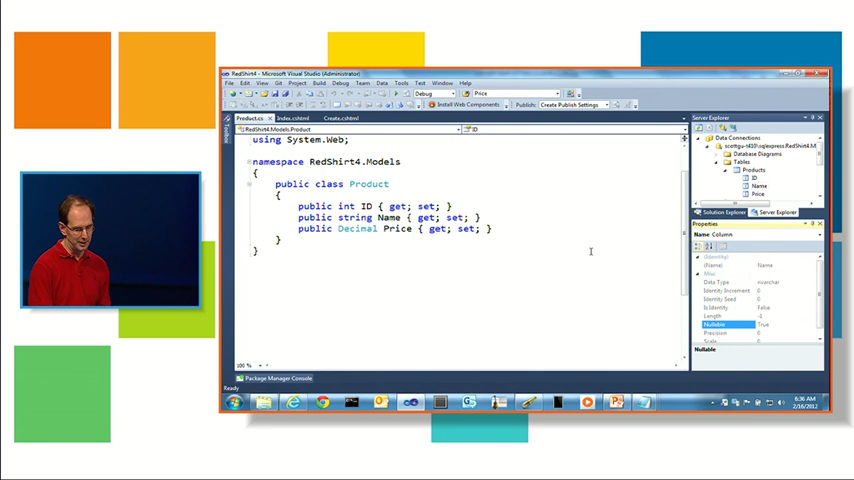 RedShirt4 - Microsoft Visual Studio (Administrator)
File Edit View Git Project Build Debug Team Data Tools Test Window Help
Debug Price
Install Web Components Publish: Create Publish Settings
Product.cs Index.cshtml Create.cshtml
RedShirt4.Models.Product ID
using System.Web;
namespace RedShirt4.Models
{
public class Product
{
public int ID { get; set; }
public string Name { get; set; }
public Decimal Price { get; set; }
}
}
100 %
Package Manager Console
Ready
Toolbox
Server Explorer
Data Connections
scottgu-t410\sqlexpress.RedShirt4.M
Database Diagrams
Tables
Products
ID
Name
Price
Solution Explorer Server Explorer
Properties
Name Column
(Identity)
(Name) Name
Misc
Data Type nvarchar
Identity Increment 0
Identity Seed 0
Is Identity False
Length -1
Nullable True
Precision 0
Scale 0
Nullable
6:36 AM
2/16/2012